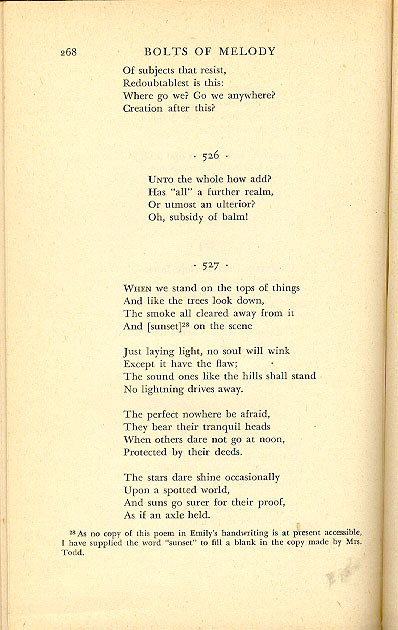 268 BOLTS OF MELODY
Of subjects that resist,
Redoubtablest is this:
Where go we? Go we anywhere?
Creation after this?
· 526 ·
UNTO the whole how add?
Has "all" a further realm,
Or utmost an ulterior?
Oh, subsidy of balm!
· 527 ·
WHEN we stand on the tops of things
And like the trees look down,
The smoke all cleared away from it
And [sunset]²⁸ on the scene
Just laying light, no soul will wink
Except it have the flaw;
The sound ones like the hills shall stand
No lightning drives away.
The perfect nowhere be afraid,
They bear their tranquil heads
When others dare not go at noon,
Protected by their deeds.
The stars dare shine occasionally
Upon a spotted world,
And suns go surer for their proof,
As if an axle held.
²⁸ As no copy of this poem in Emily's handwriting is at present accessible,
I have supplied the word "sunset" to fill a blank in the copy made by Mrs.
Todd.